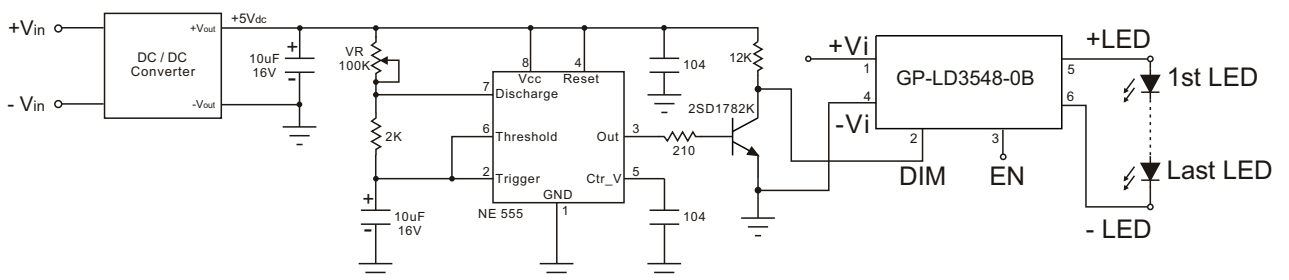 +Vin
- Vin
DC / DC
Converter
+Vout
-Vout
+5Vdc
+
10uF
16V
-
VR
100K
2K
+
10uF
16V
-
8
4
Vcc
Reset
7
Discharge
6
Threshold
2
Trigger
Out
3
Ctr_V
5
GND
1
NE 555
104
104
210
12K
2SD1782K
+Vi
1
4
-Vi
GP-LD3548-0B
2
3
DIM
EN
5
6
+LED
1st LED
Last LED
- LED